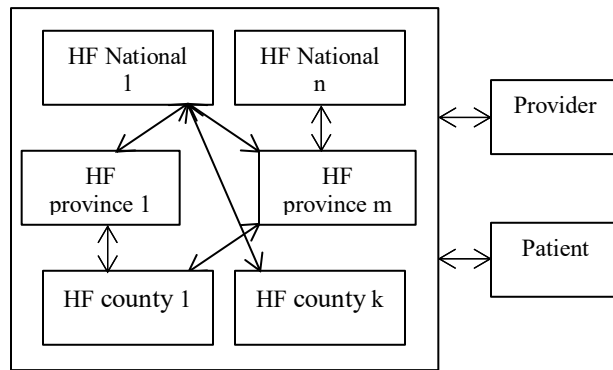 HF National
1
HF National
n
Provider
HF
province 1
HF
province m
Patient
HF county 1
HF county k